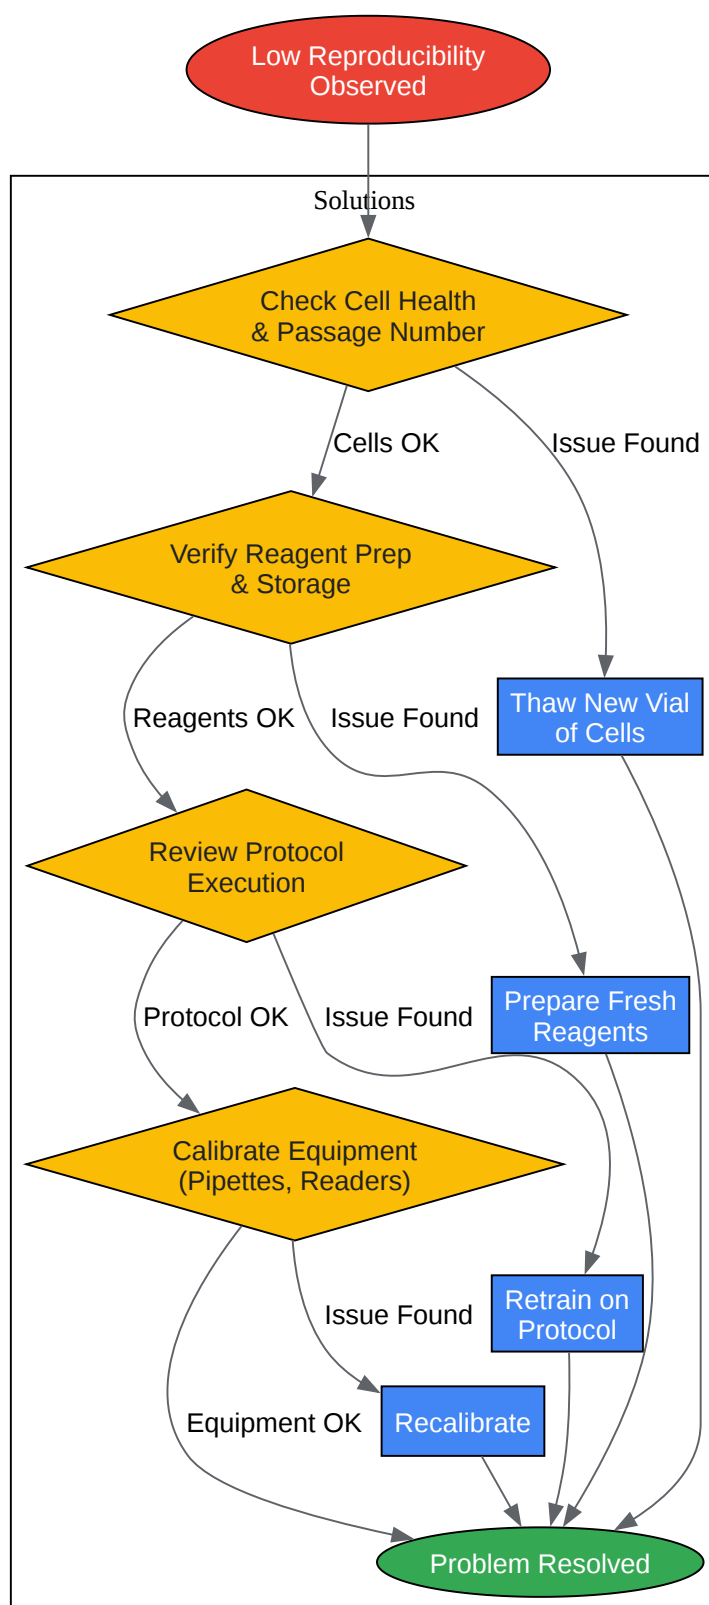 Low Reproducibility
Observed
Solutions
Check Cell Health
& Passage Number
Cells OK
Issue Found
Verify Reagent Prep
& Storage
Reagents OK
Issue Found
Thaw New Vial
of Cells
Review Protocol
Execution
Protocol OK
Issue Found
Prepare Fresh
Reagents
Calibrate Equipment
(Pipettes, Readers)
Issue Found
Retrain on
Protocol
Equipment OK
Recalibrate
Problem Resolved